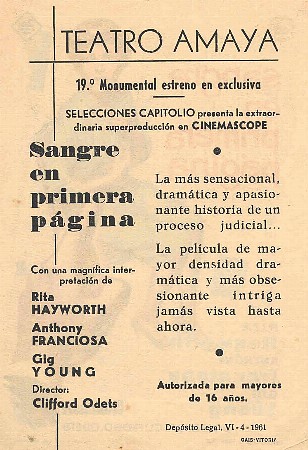 TEATRO AMAYA
19.º Monumental estreno en exclusiva
SELECCIONES CAPITOLIO presenta la extraor-
dinaria superproducción en CINEMASCOPE
Sangre
en
primera
página
Con una magnífica inter-
pretación de
Rita
HAYWORTH
Anthony
FRANCIOSA
Gig
YOUNG
Director:
Clifford Odets
La más sensacional,
dramática y apasio-
nante historia de un
proceso judicial...
La película de ma-
yor densidad dra-
mática y más obse-
sionante intriga
jamás vista hasta
ahora.
Autorizada para mayores
de 16 años.
Depósito Legal, VI - 4 - 1961